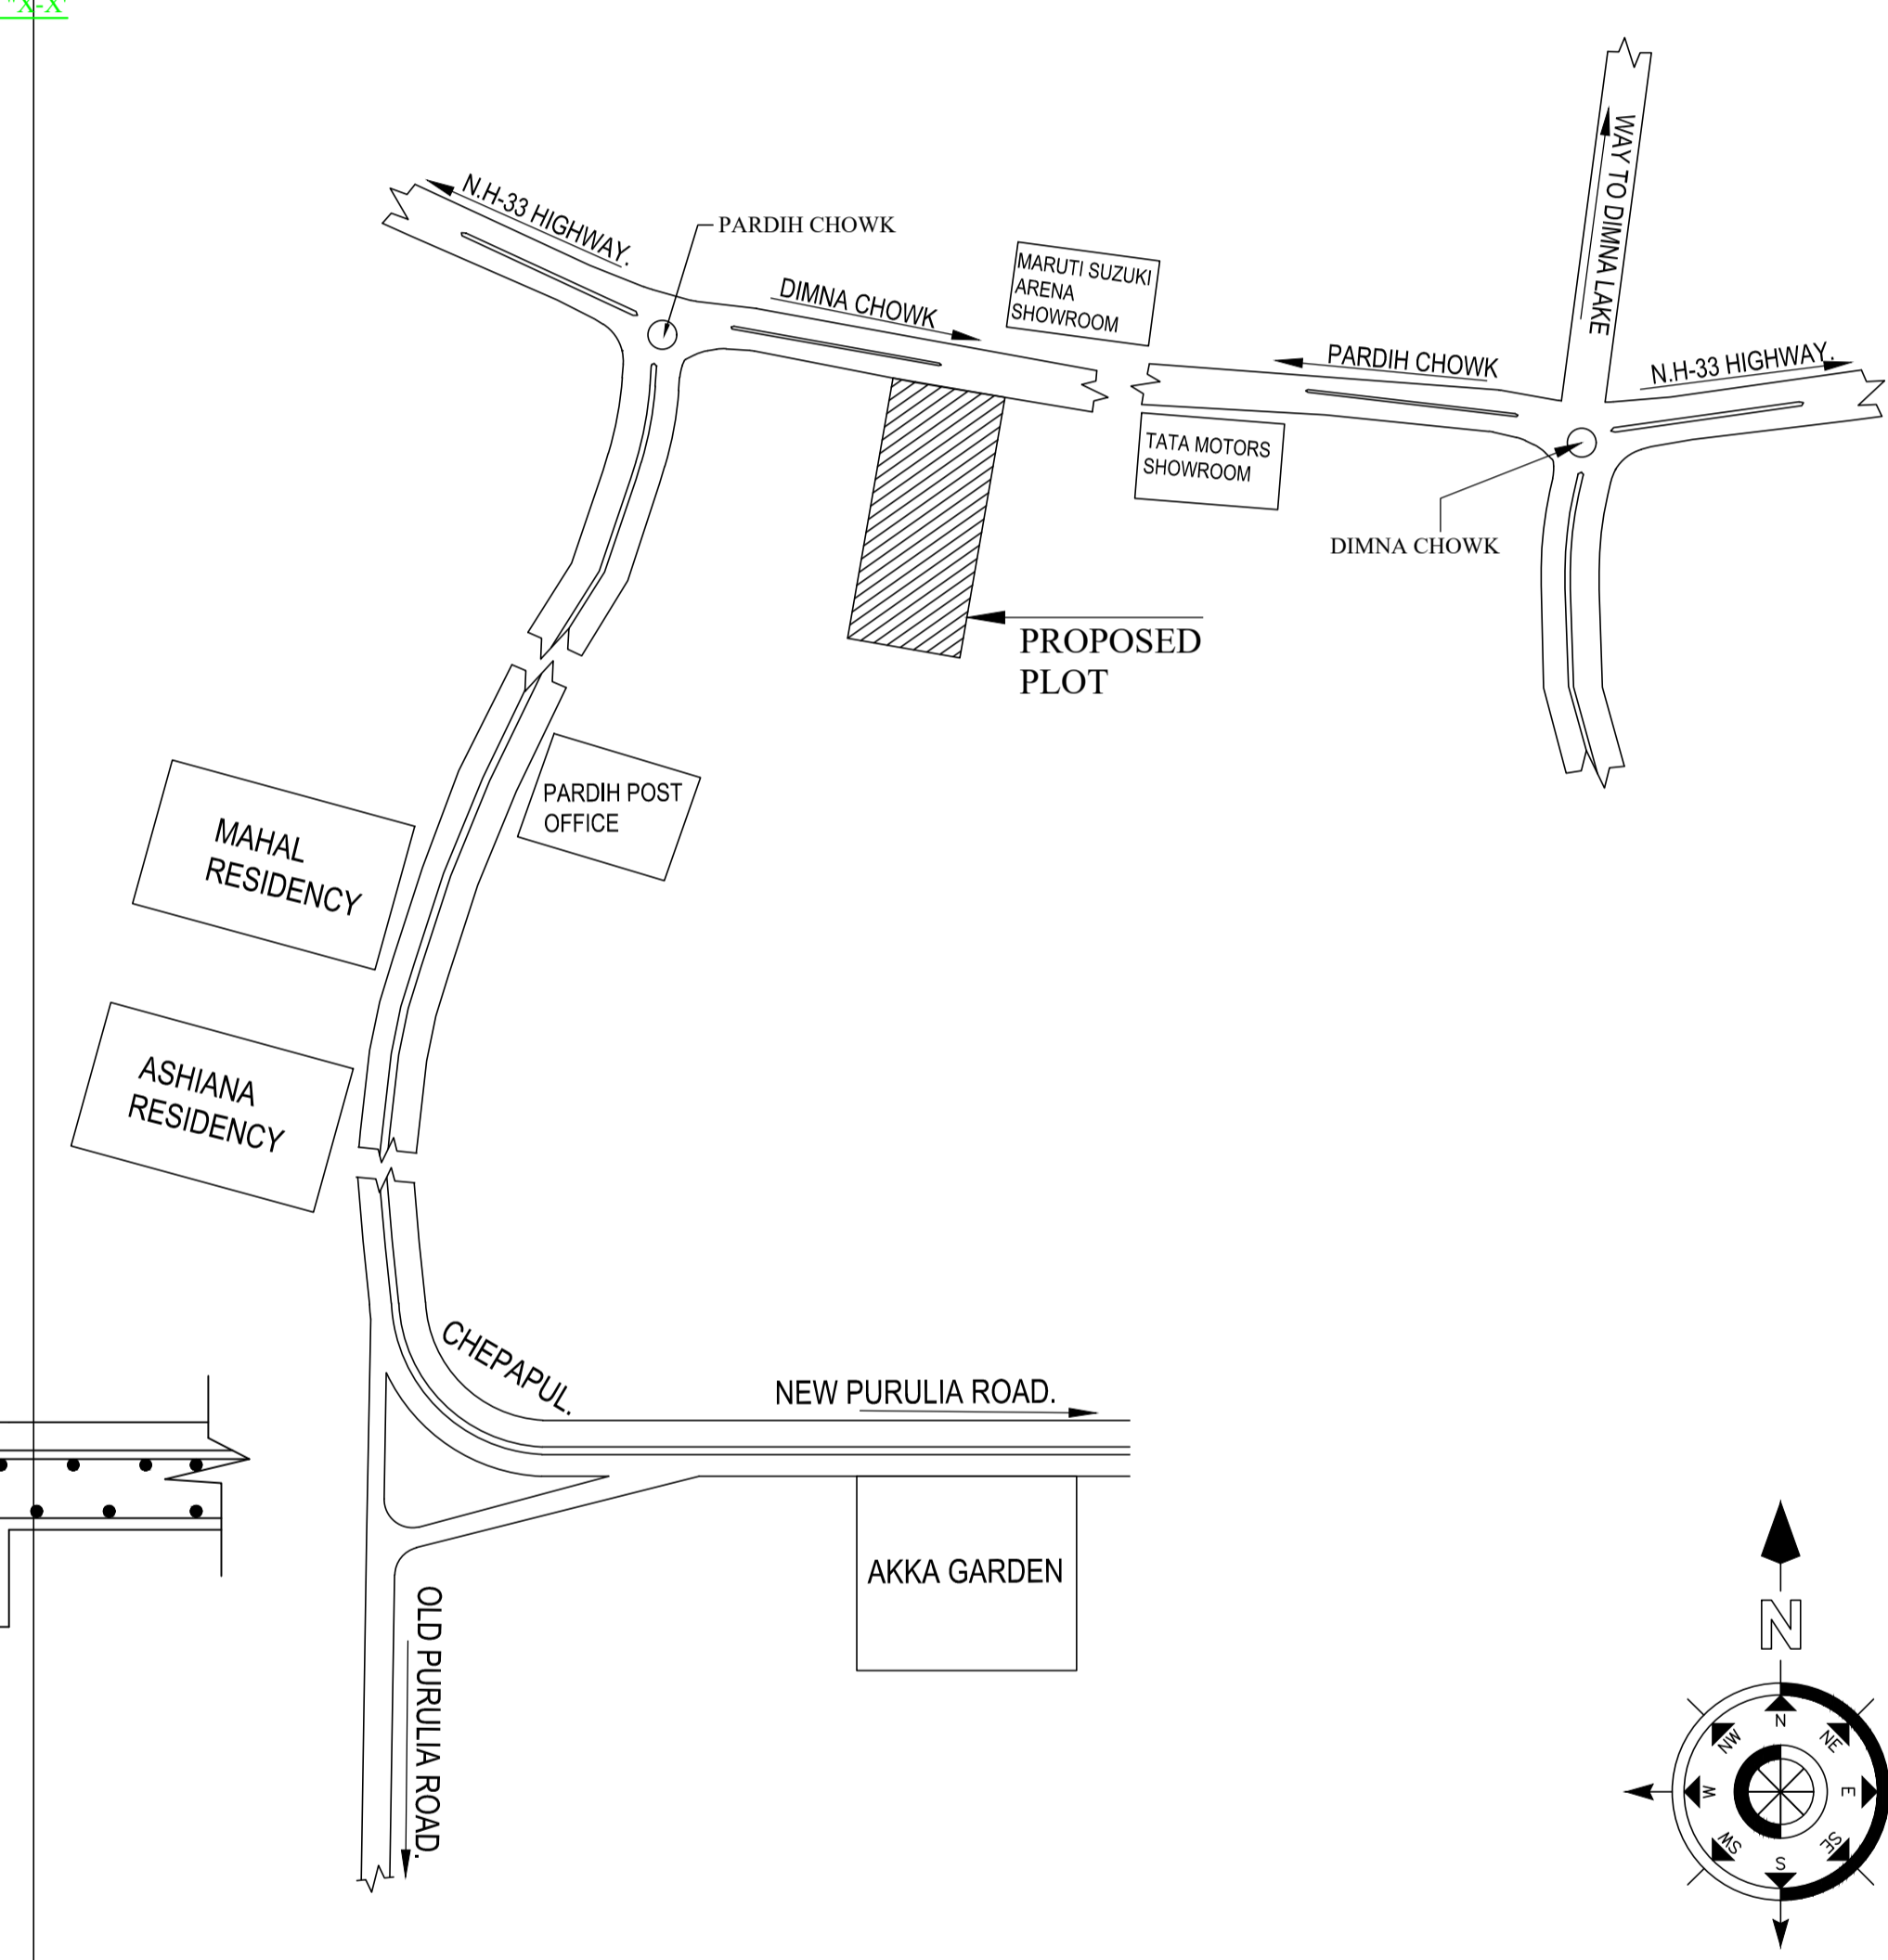 "X-X'
WAY TO DIMNA LAKE
N.H-33 HIGHWAY.
PARDIH CHOWK
DIMNA CHOWK
MARUTI SUZUKI
ARENA
SHOWROOM
PARDIH CHOWK
N.H-33 HIGHWAY.
TATA MOTORS
SHOWROOM
DIMNA CHOWK
PROPOSED
PLOT
PARDIH POST
OFFICE
MAHAL
RESIDENCY
ASHIANA
RESIDENCY
CHEPAPUL.
NEW PURULIA ROAD.
AKKA GARDEN
OLD PURULIA ROAD.
N
N
NW
NE
W
E
SW
SE
S